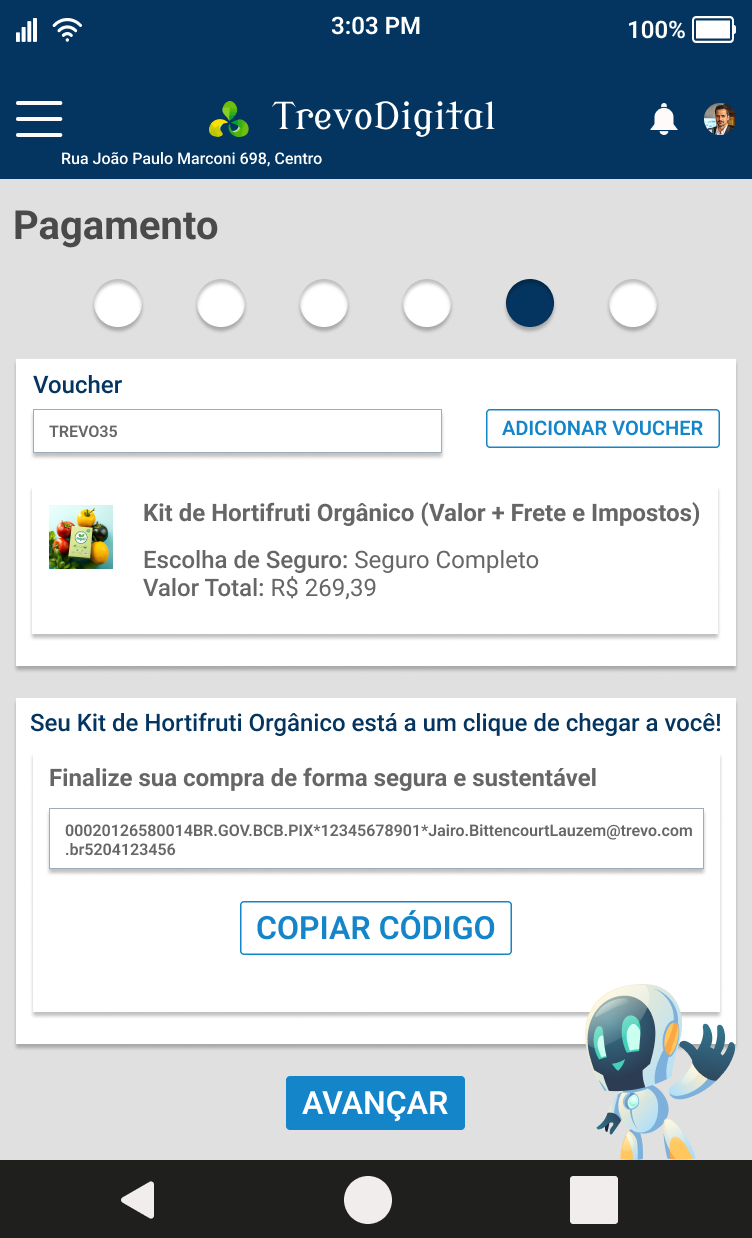 3:03 PM
100%
TrevoDigital
Rua João Paulo Marconi 698, Centro
Pagamento
Voucher
TREVO35
ADICIONAR VOUCHER
Kit de Hortifruti Orgânico (Valor + Frete e Impostos)
Escolha de Seguro: Seguro Completo
Valor Total: R$ 269,39
Seu Kit de Hortifruti Orgânico está a um clique de chegar a você!
Finalize sua compra de forma segura e sustentável
00020126580014BR.GOV.BCB.PIX*12345678901*Jairo.BittencourtLauzem@trevo.com
.br5204123456
COPIAR CÓDIGO
AVANÇAR